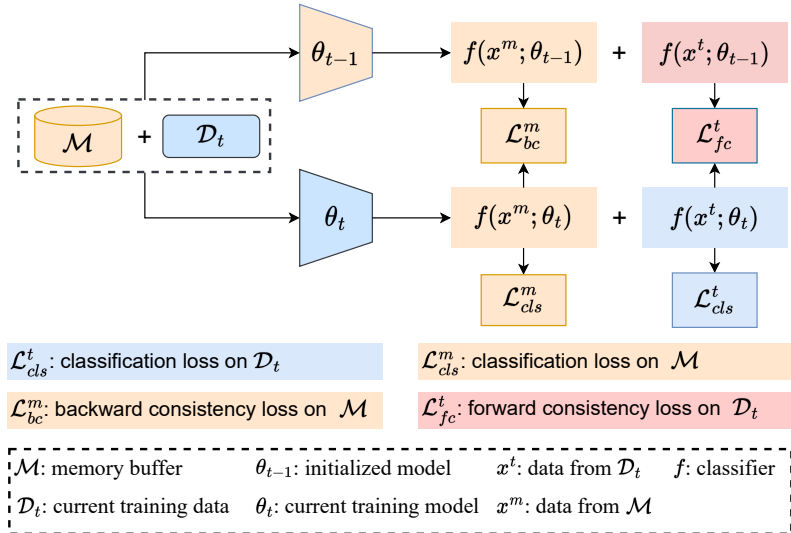 θ_{t−1}
f(x^m; θ_{t−1}) + f(x^t; θ_{t−1})
ℒ^m_{bc} ℒ^t_{fc}
ℳ + 𝒟_t
θ_t
f(x^m; θ_t) + f(x^t; θ_t)
ℒ^m_{cls} ℒ^t_{cls}
ℒ^t_{cls}: classification loss on 𝒟_t
ℒ^m_{cls}: classification loss on ℳ
ℒ^m_{bc}: backward consistency loss on ℳ
ℒ^t_{fc}: forward consistency loss on 𝒟_t
ℳ: memory buffer θ_{t−1}: initialized model x^t: data from 𝒟_t f: classifier
𝒟_t: current training data θ_t: current training model x^m: data from ℳ